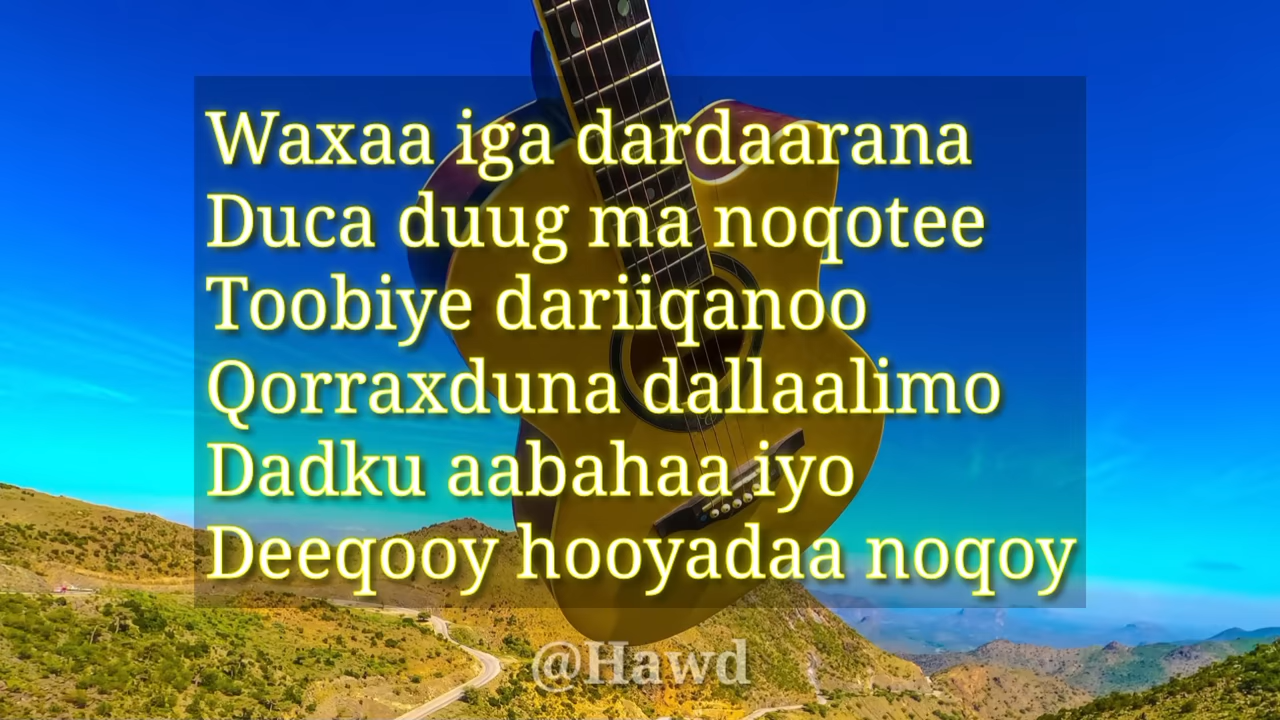 Waxaa iga dardaarana
Duca duug ma noqotee
Toobiye dariiqanoo
Qorraxduna dallaalimo
Dadku aabahaa iyo
Deeqooy hooyadaa noqoy
@Hawd